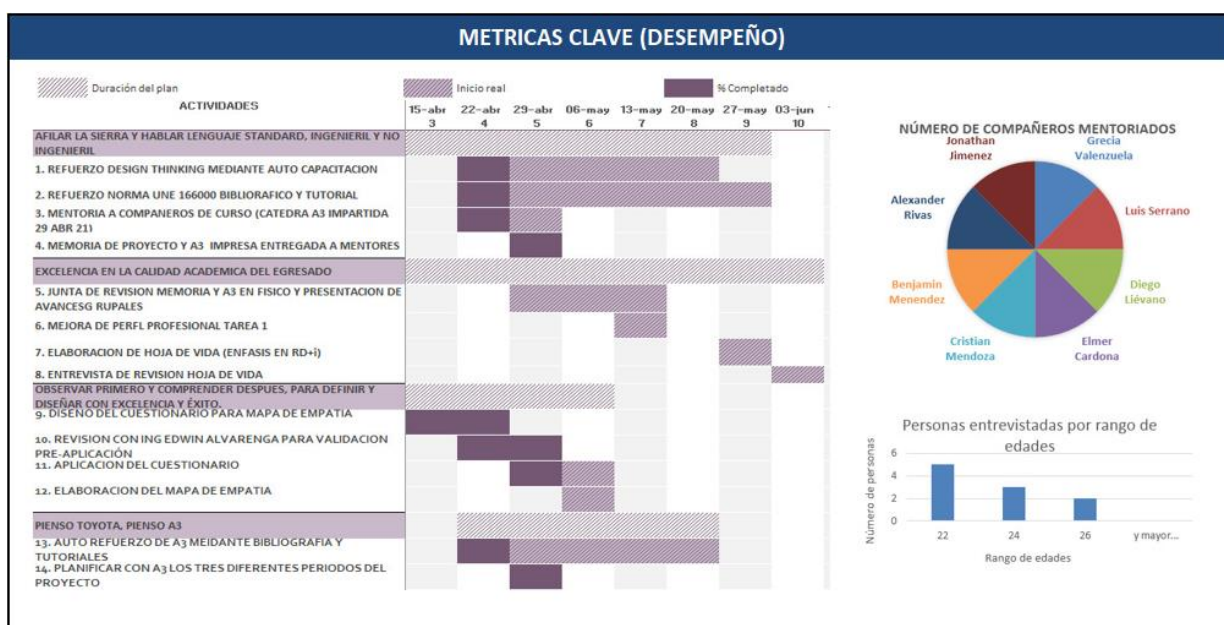 METRICAS CLAVE (DESEMPEÑO)
Duración del plan
Inicio real
% Completado
ACTIVIDADES
15-abr 22-abr 29-abr 06-may 13-may 20-may 27-may 03-jun
3 4 5 6 7 8 9 10
AFILAR LA SIERRA Y HABLAR LENGUAJE STANDARD, INGENIERIL Y NO
INGENIERIL
1. REFUERZO DESIGN THINKING MEDIANTE AUTO CAPACITACION
2. REFUERZO NORMA UNE 166000 BIBLIORAFICO Y TUTORIAL
3. MENTORIA A COMPANEROS DE CURSO (CATEDRA A3 IMPARTIDA
29 ABR 21)
4. MEMORIA DE PROYECTO Y A3 IMPRESA ENTREGADA A MENTORES
EXCELENCIA EN LA CALIDAD ACADEMICA DEL EGRESADO
5. JUNTA DE REVISION MEMORIA Y A3 EN FISICO Y PRESENTACION DE
AVANCESG RUPALES
6. MEJORA DE PERFL PROFESIONAL TAREA 1
7. ELABORACION DE HOJA DE VIDA (ENFASIS EN RD+i)
8. ENTREVISTA DE REVISION HOJA DE VIDA
OBSERVAR PRIMERO Y COMPRENDER DESPUES, PARA DEFINIR Y
DISEÑAR CON EXCELENCIA Y ÉXITO.
9. DISENO DEL CUESTIONARIO PARA MAPA DE EMPATIA
10. REVISION CON ING EDWIN ALVARENGA PARA VALIDACION
PRE-APLICACIÓN
11. APLICACION DEL CUESTIONARIO
12. ELABORACION DEL MAPA DE EMPATIA
PIENSO TOYOTA, PIENSO A3
13. AUTO REFUERZO DE A3 MEIDANTE BIBLIOGRAFIA Y
TUTORIALES
14. PLANIFICAR CON A3 LOS TRES DIFERENTES PERIODOS DEL
PROYECTO
NÚMERO DE COMPAÑEROS MENTORIADOS
Jonathan
Jimenez
Grecia
Valenzuela
Alexander
Rivas
Luis Serrano
Benjamin
Menendez
Diego
Liévano
Cristian
Mendoza
Elmer
Cardona
Personas entrevistadas por rango de
edades
Número de personas
6
4
2
0
22 24 26 y mayor...
Rango de edades